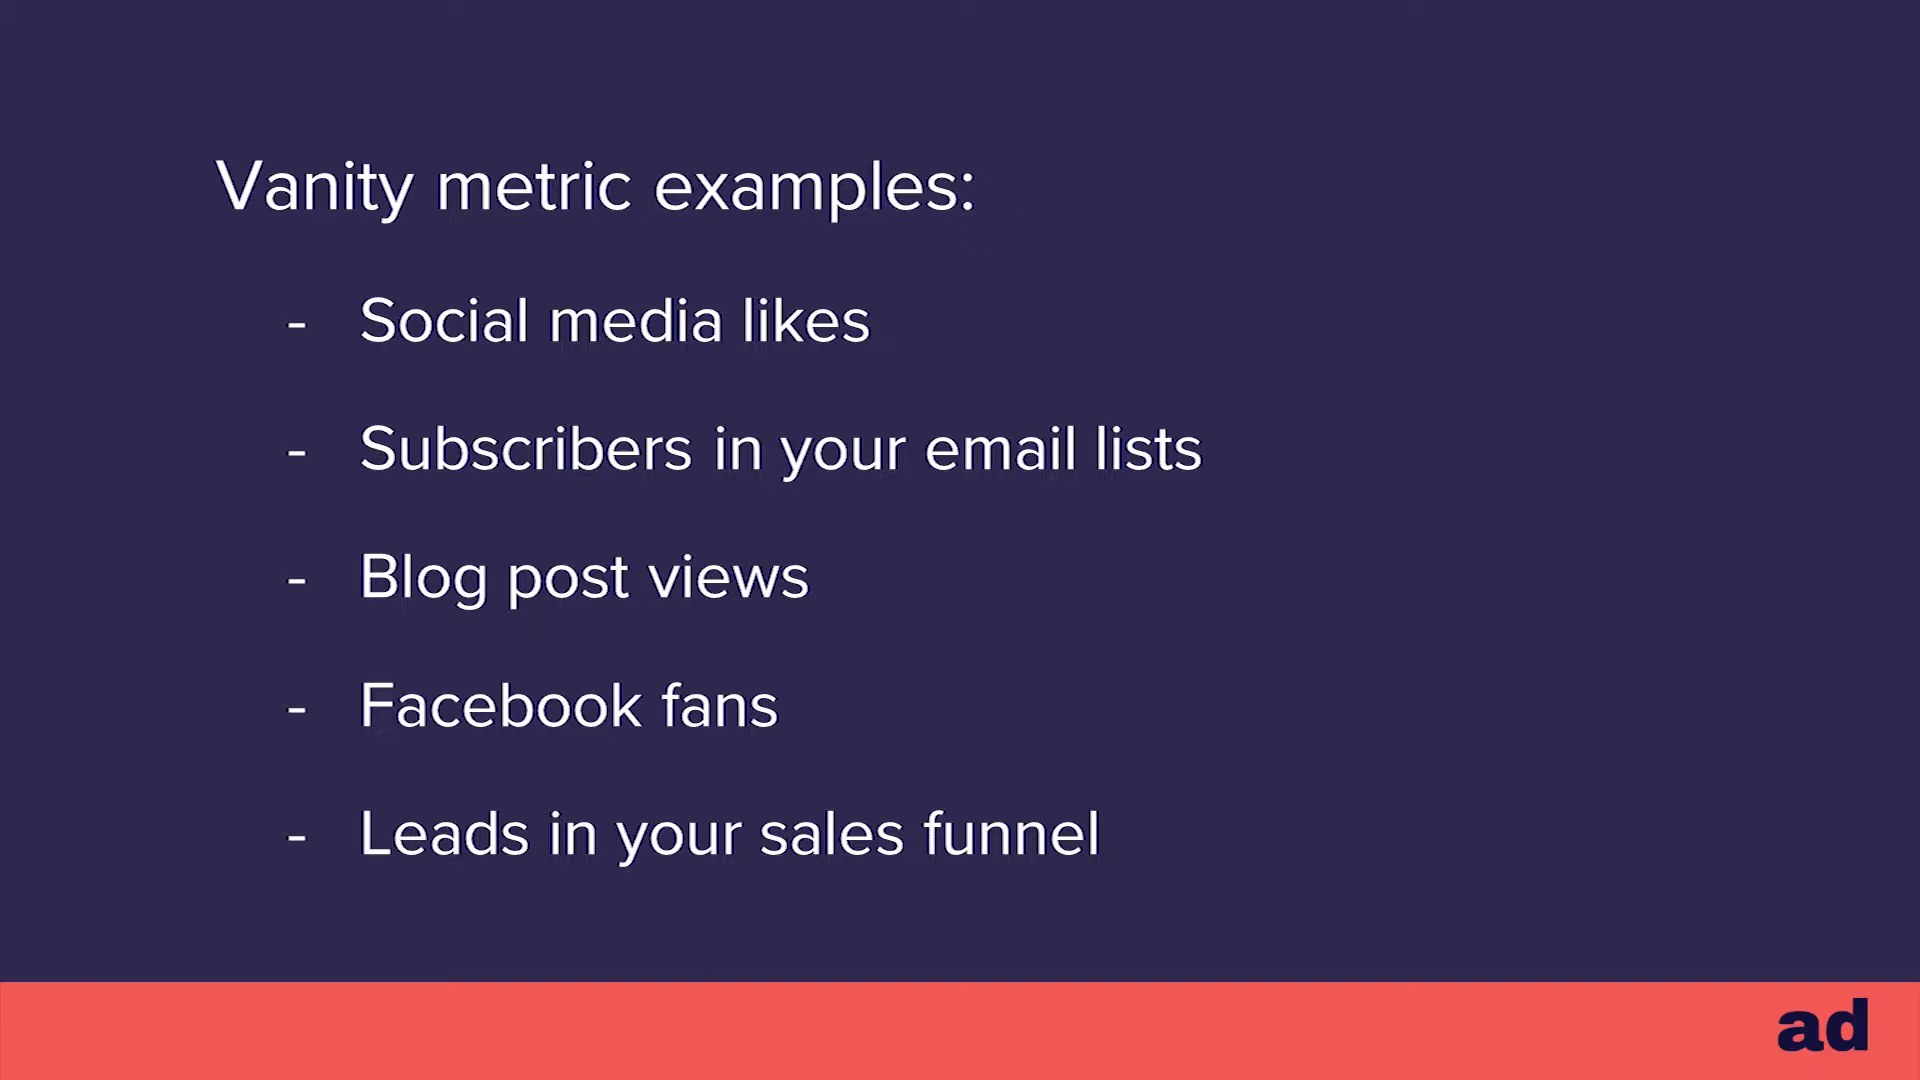 Vanity metric examples:
- Social media likes
- Subscribers in your email lists
- Blog post views
- Facebook fans
- Leads in your sales funnel
ad